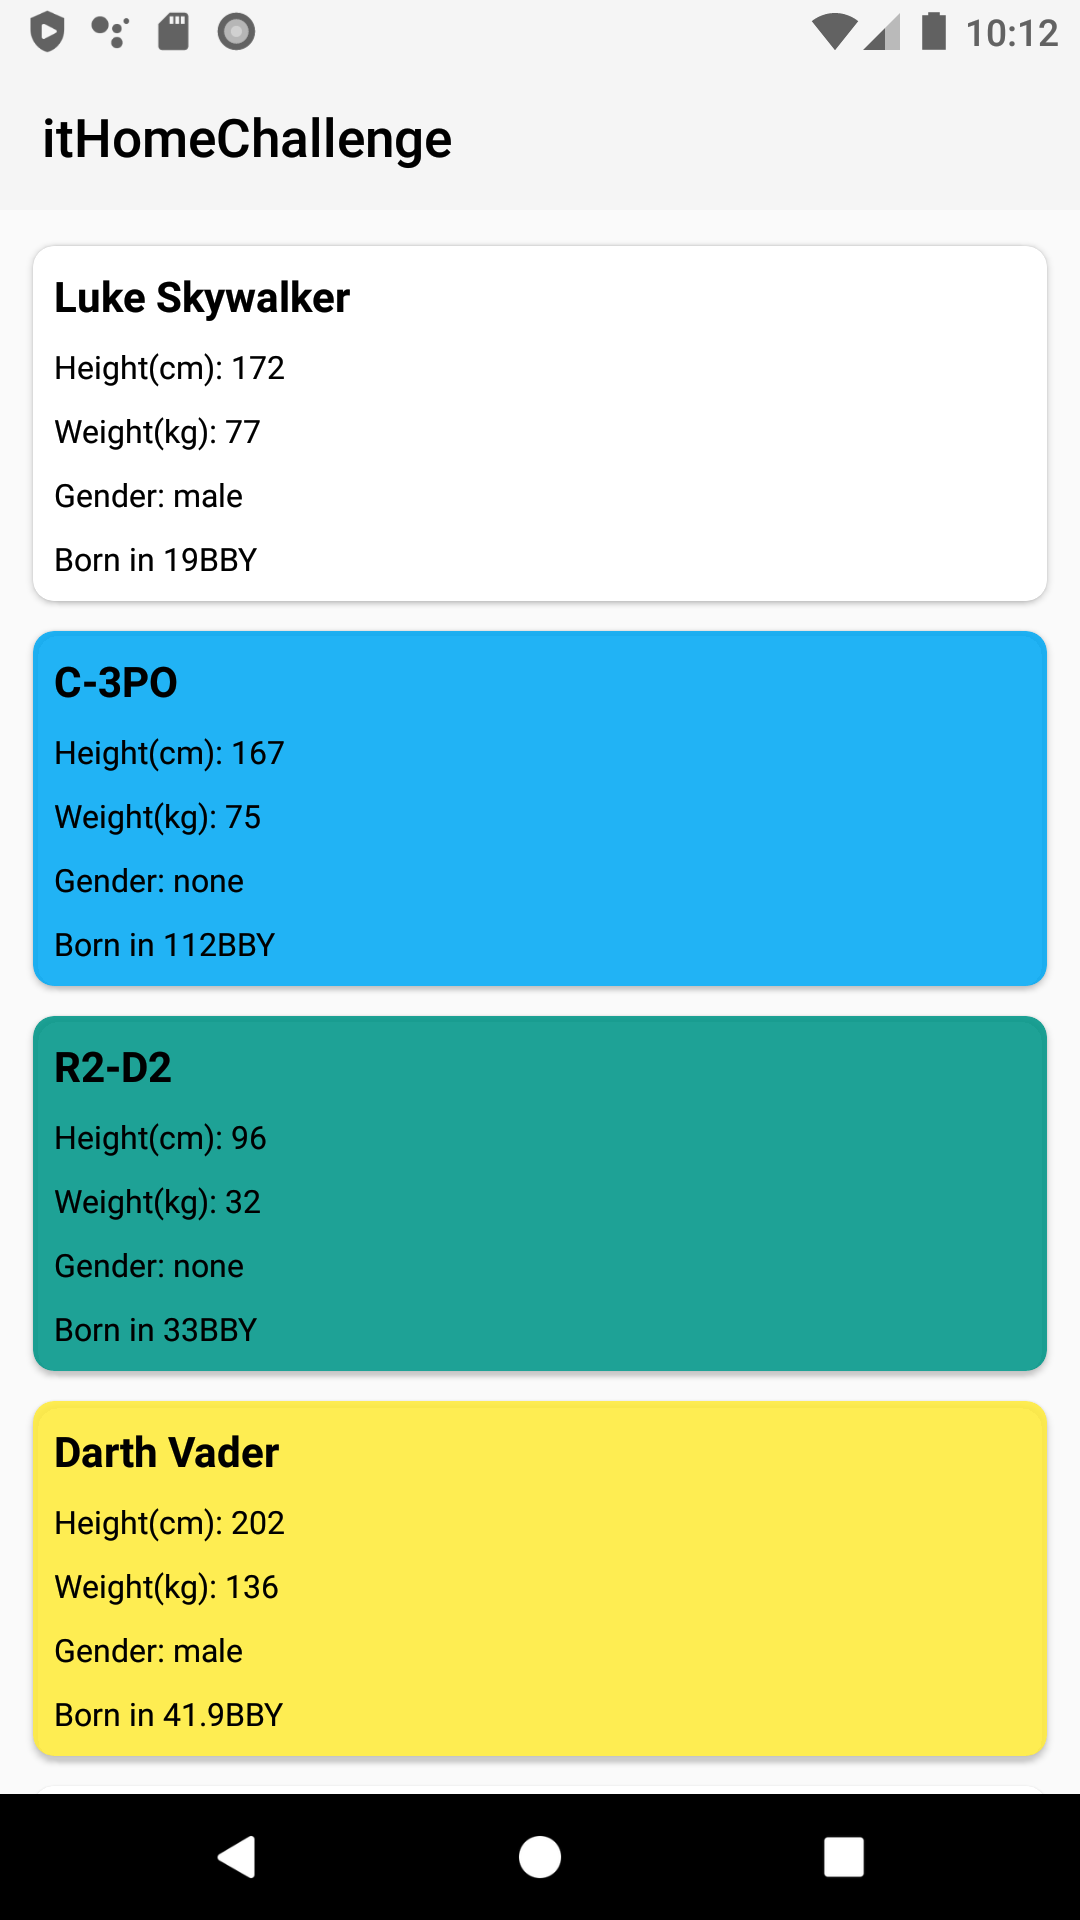 10:12
itHomeChallenge
Luke Skywalker
Height(cm): 172
Weight(kg): 77
Gender: male
Born in 19BBY
C-3PO
Height(cm): 167
Weight(kg): 75
Gender: none
Born in 112BBY
R2-D2
Height(cm): 96
Weight(kg): 32
Gender: none
Born in 33BBY
Darth Vader
Height(cm): 202
Weight(kg): 136
Gender: male
Born in 41.9BBY